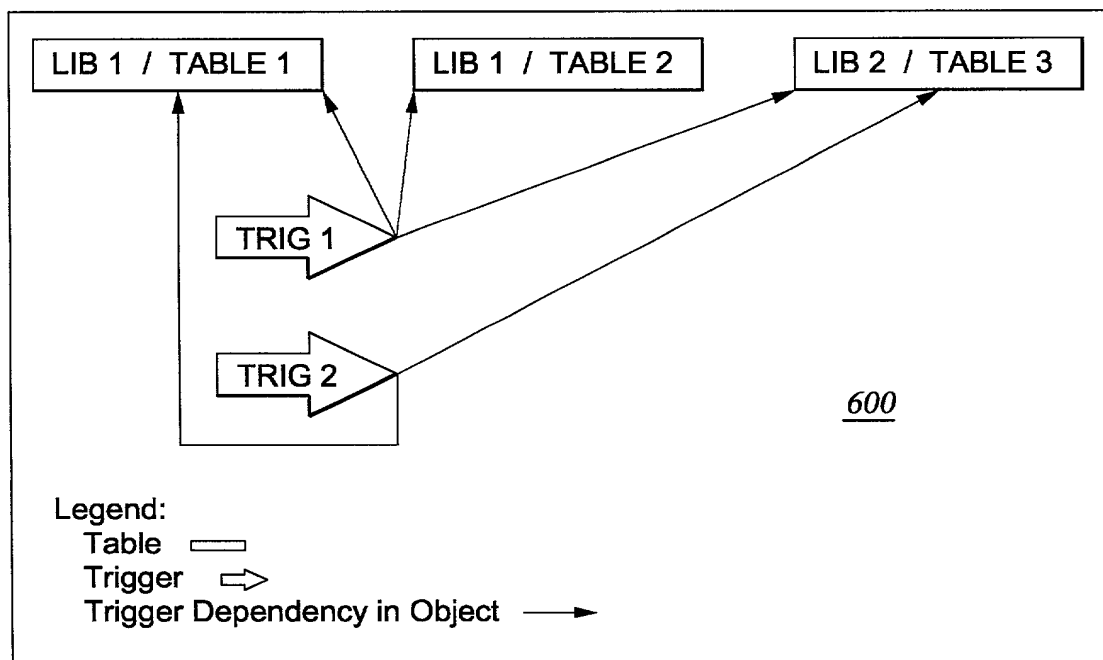 LIB 1 / TABLE 1
LIB 1 / TABLE 2
LIB 2 / TABLE 3
TRIG 1
TRIG 2
600
Legend:
Table
Trigger
Trigger Dependency in Object